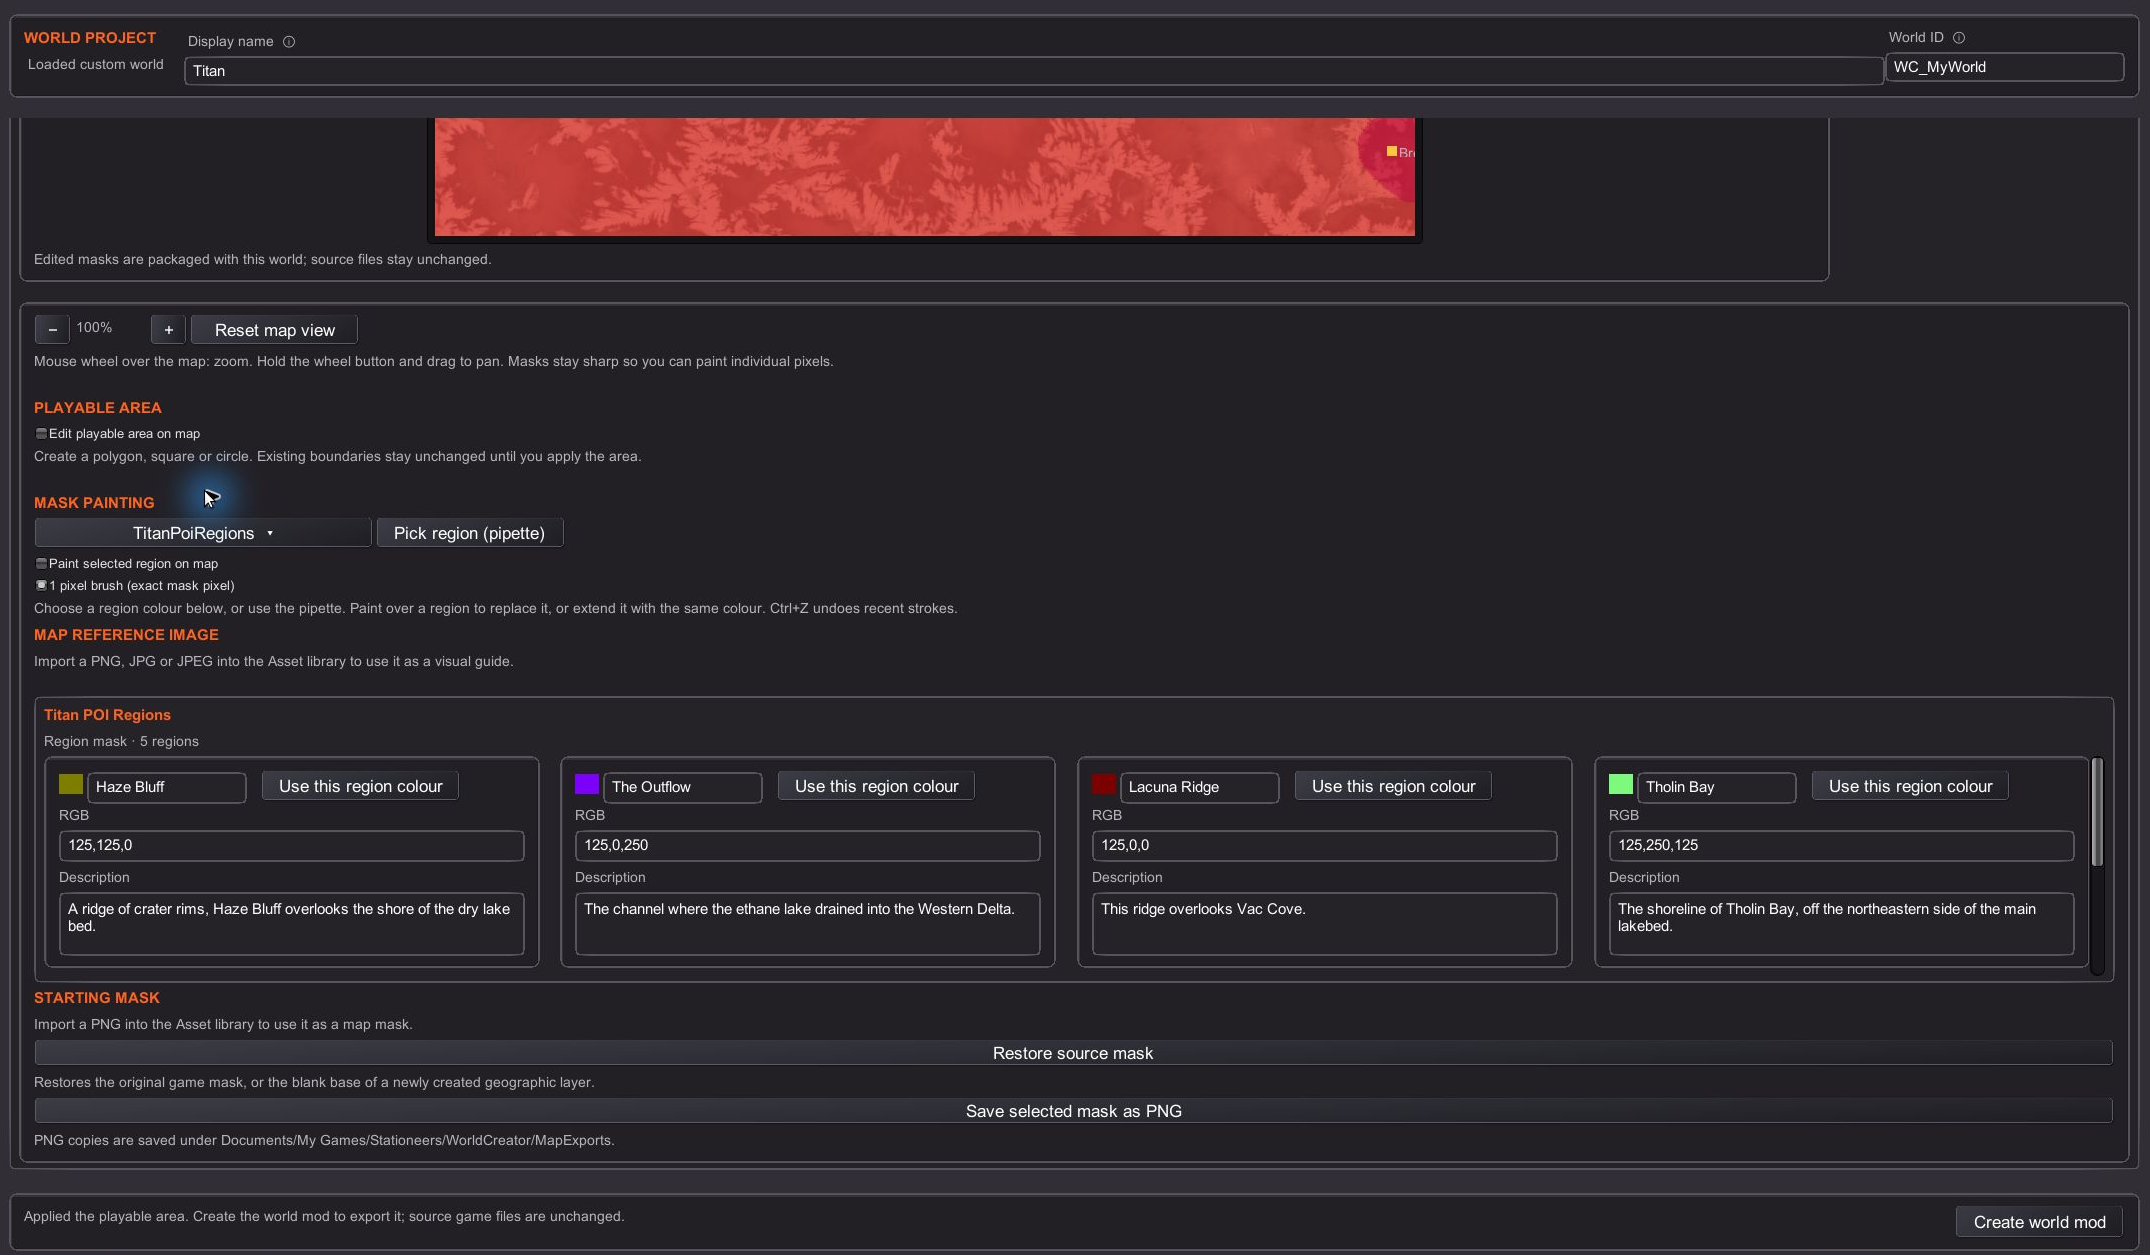 WORLD PROJECT
Display name
World ID
Loaded custom world
Titan
WC_MyWorld
Edited masks are packaged with this world; source files stay unchanged.
− 100% + Reset map view
Mouse wheel over the map: zoom. Hold the wheel button and drag to pan. Masks stay sharp so you can paint individual pixels.
PLAYABLE AREA
Edit playable area on map
Create a polygon, square or circle. Existing boundaries stay unchanged until you apply the area.
MASK PAINTING
TitanPoiRegions Pick region (pipette)
Paint selected region on map
1 pixel brush (exact mask pixel)
Choose a region colour below, or use the pipette. Paint over a region to replace it, or extend it with the same colour. Ctrl+Z undoes recent strokes.
MAP REFERENCE IMAGE
Import a PNG, JPG or JPEG into the Asset library to use it as a visual guide.
Titan POI Regions
Region mask · 5 regions
Haze Bluff Use this region colour
RGB
125,125,0
Description
A ridge of crater rims, Haze Bluff overlooks the shore of the dry lake
bed.
The Outflow Use this region colour
RGB
125,0,250
Description
The channel where the ethane lake drained into the Western Delta.
Lacuna Ridge Use this region colour
RGB
125,0,0
Description
This ridge overlooks Vac Cove.
Tholin Bay Use this region colour
RGB
125,250,125
Description
The shoreline of Tholin Bay, off the northeastern side of the main
lakebed.
STARTING MASK
Import a PNG into the Asset library to use it as a map mask.
Restore source mask
Restores the original game mask, or the blank base of a newly created geographic layer.
Save selected mask as PNG
PNG copies are saved under Documents/My Games/Stationeers/WorldCreator/MapExports.
Applied the playable area. Create the world mod to export it; source game files are unchanged.
Create world mod